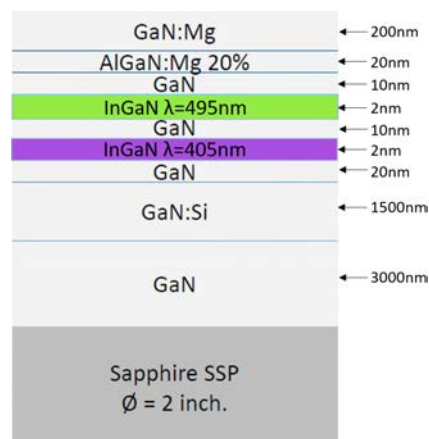 GaN:Mg 200nm
AlGaN:Mg 20% 20nm
GaN 10nm
InGaN λ=495nm 2nm
GaN 10nm
InGaN λ=405nm 2nm
GaN 20nm
GaN:Si 1500nm
GaN 3000nm
Sapphire SSP
Ø = 2 inch.